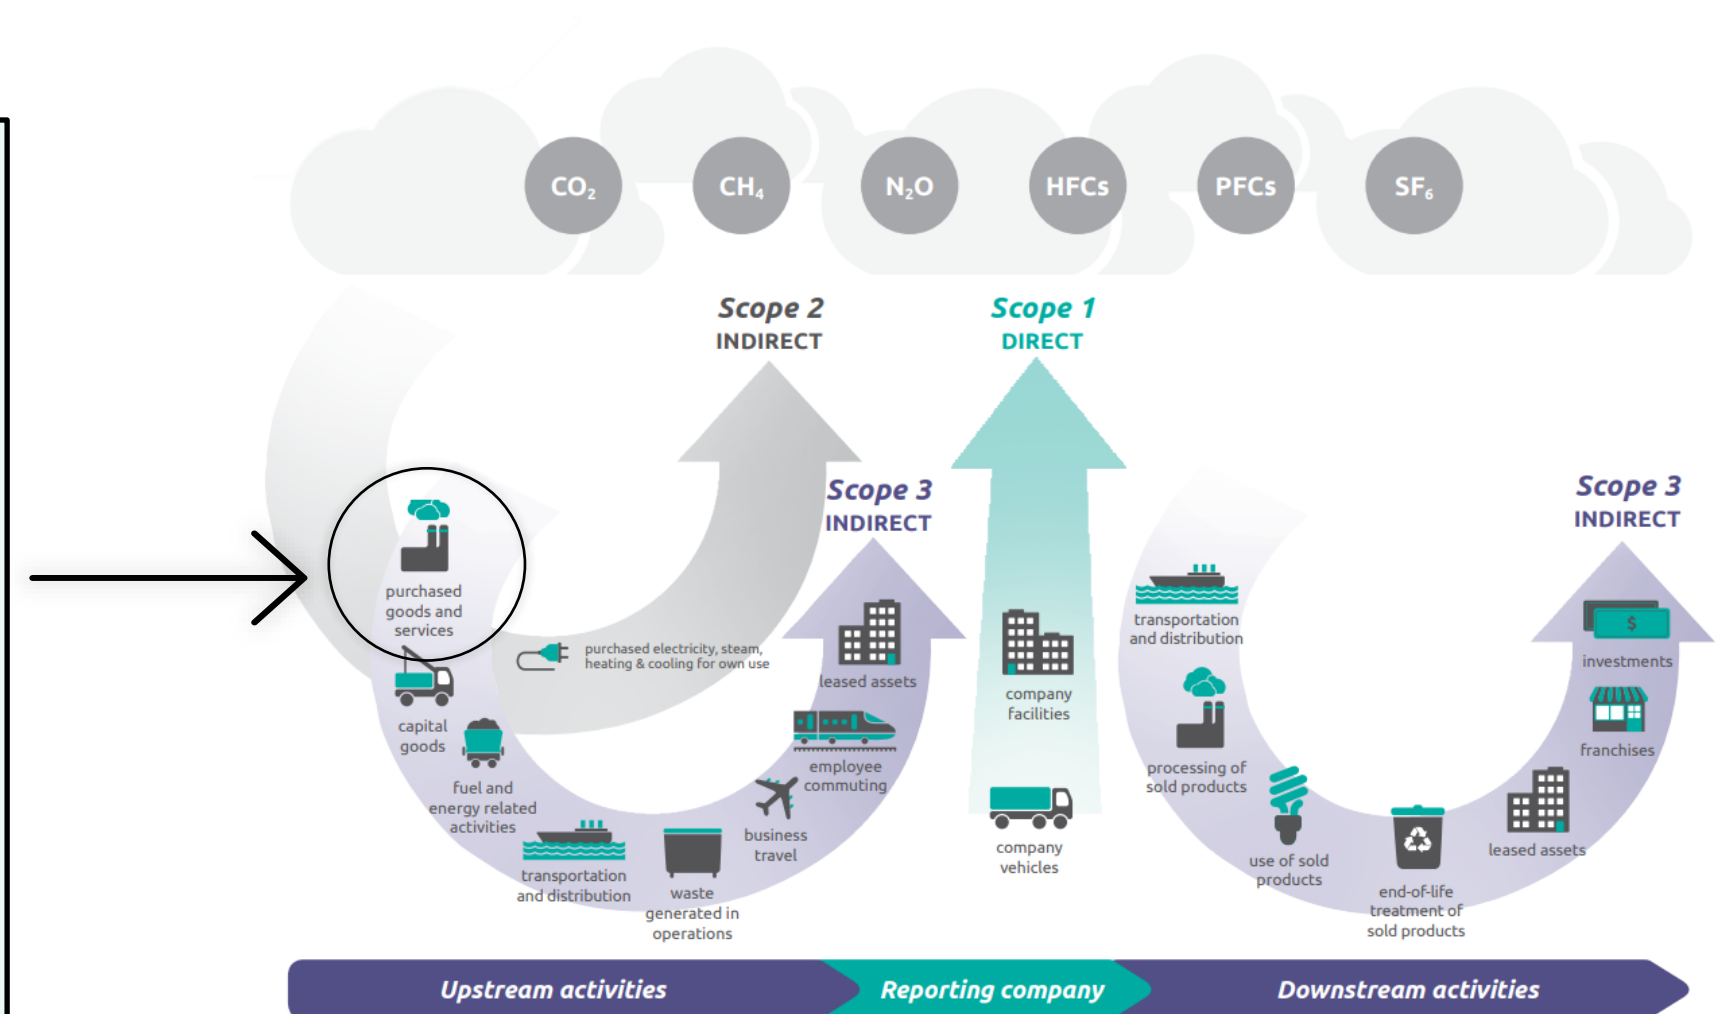 CO₂
CH₄
N₂O
HFCs
PFCs
SF₆
Scope 2
INDIRECT
Scope 1
DIRECT
Scope 3
INDIRECT
Scope 3
INDIRECT
purchased
goods and
services
capital
goods
fuel and
energy related
activities
transportation
and distribution
waste
generated in
operations
business
travel
employee
commuting
leased assets
purchased electricity, steam,
heating & cooling for own use
company
facilities
company
vehicles
transportation
and distribution
processing of
sold products
use of sold
products
end-of-life
treatment of
sold products
leased assets
franchises
investments
$
Upstream activities
Reporting company
Downstream activities